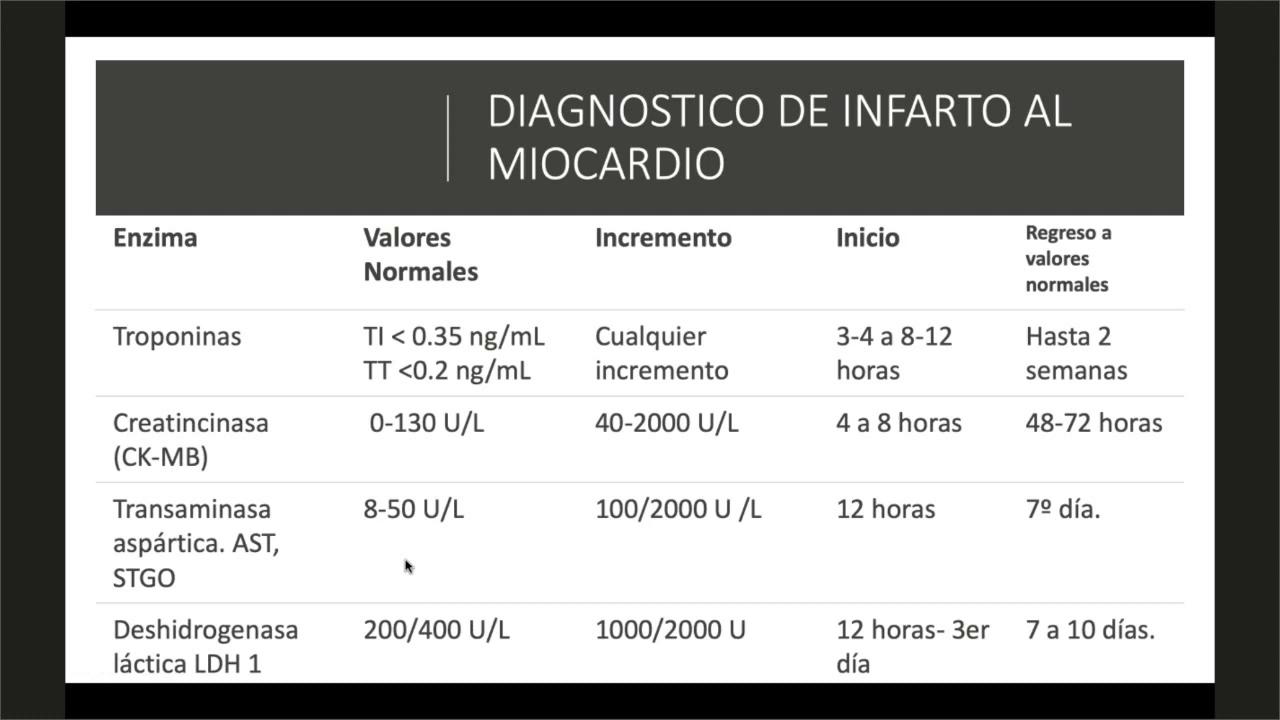 DIAGNOSTICO DE INFARTO AL
MIOCARDIO
Enzima
Valores
Normales
Incremento
Inicio
Regreso a
valores
normales
Troponinas
TI < 0.35 ng/mL
TT <0.2 ng/mL
Cualquier
incremento
3-4 a 8-12
horas
Hasta 2
semanas
Creatincinasa
(CK-MB)
0-130 U/L
40-2000 U/L
4 a 8 horas
48-72 horas
Transaminasa
aspártica. AST,
STGO
8-50 U/L
100/2000 U /L
12 horas
7º día.
Deshidrogenasa
láctica LDH 1
200/400 U/L
1000/2000 U
12 horas- 3er
día
7 a 10 días.